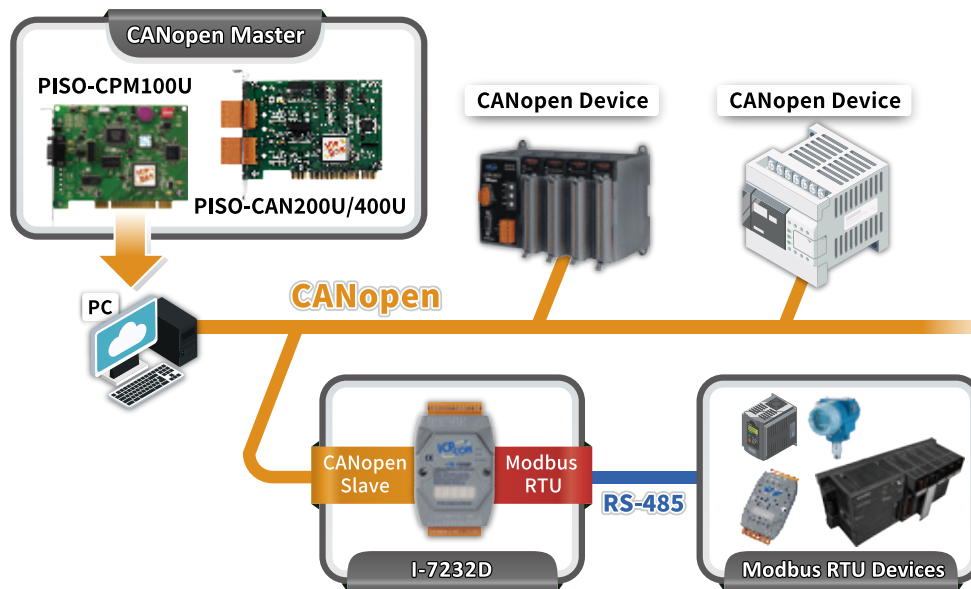 CANopen Master
PISO-CPM100U
PISO-CAN200U/400U
CANopen Device
CANopen Device
PC
CANopen
CANopen
Slave
Modbus
RTU
RS-485
I-7232D
Modbus RTU Devices